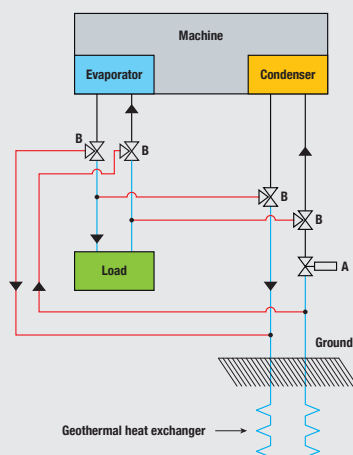 Machine
Evaporator
Condenser
B
B
B
B
A
Load
Ground
Geothermal heat exchanger